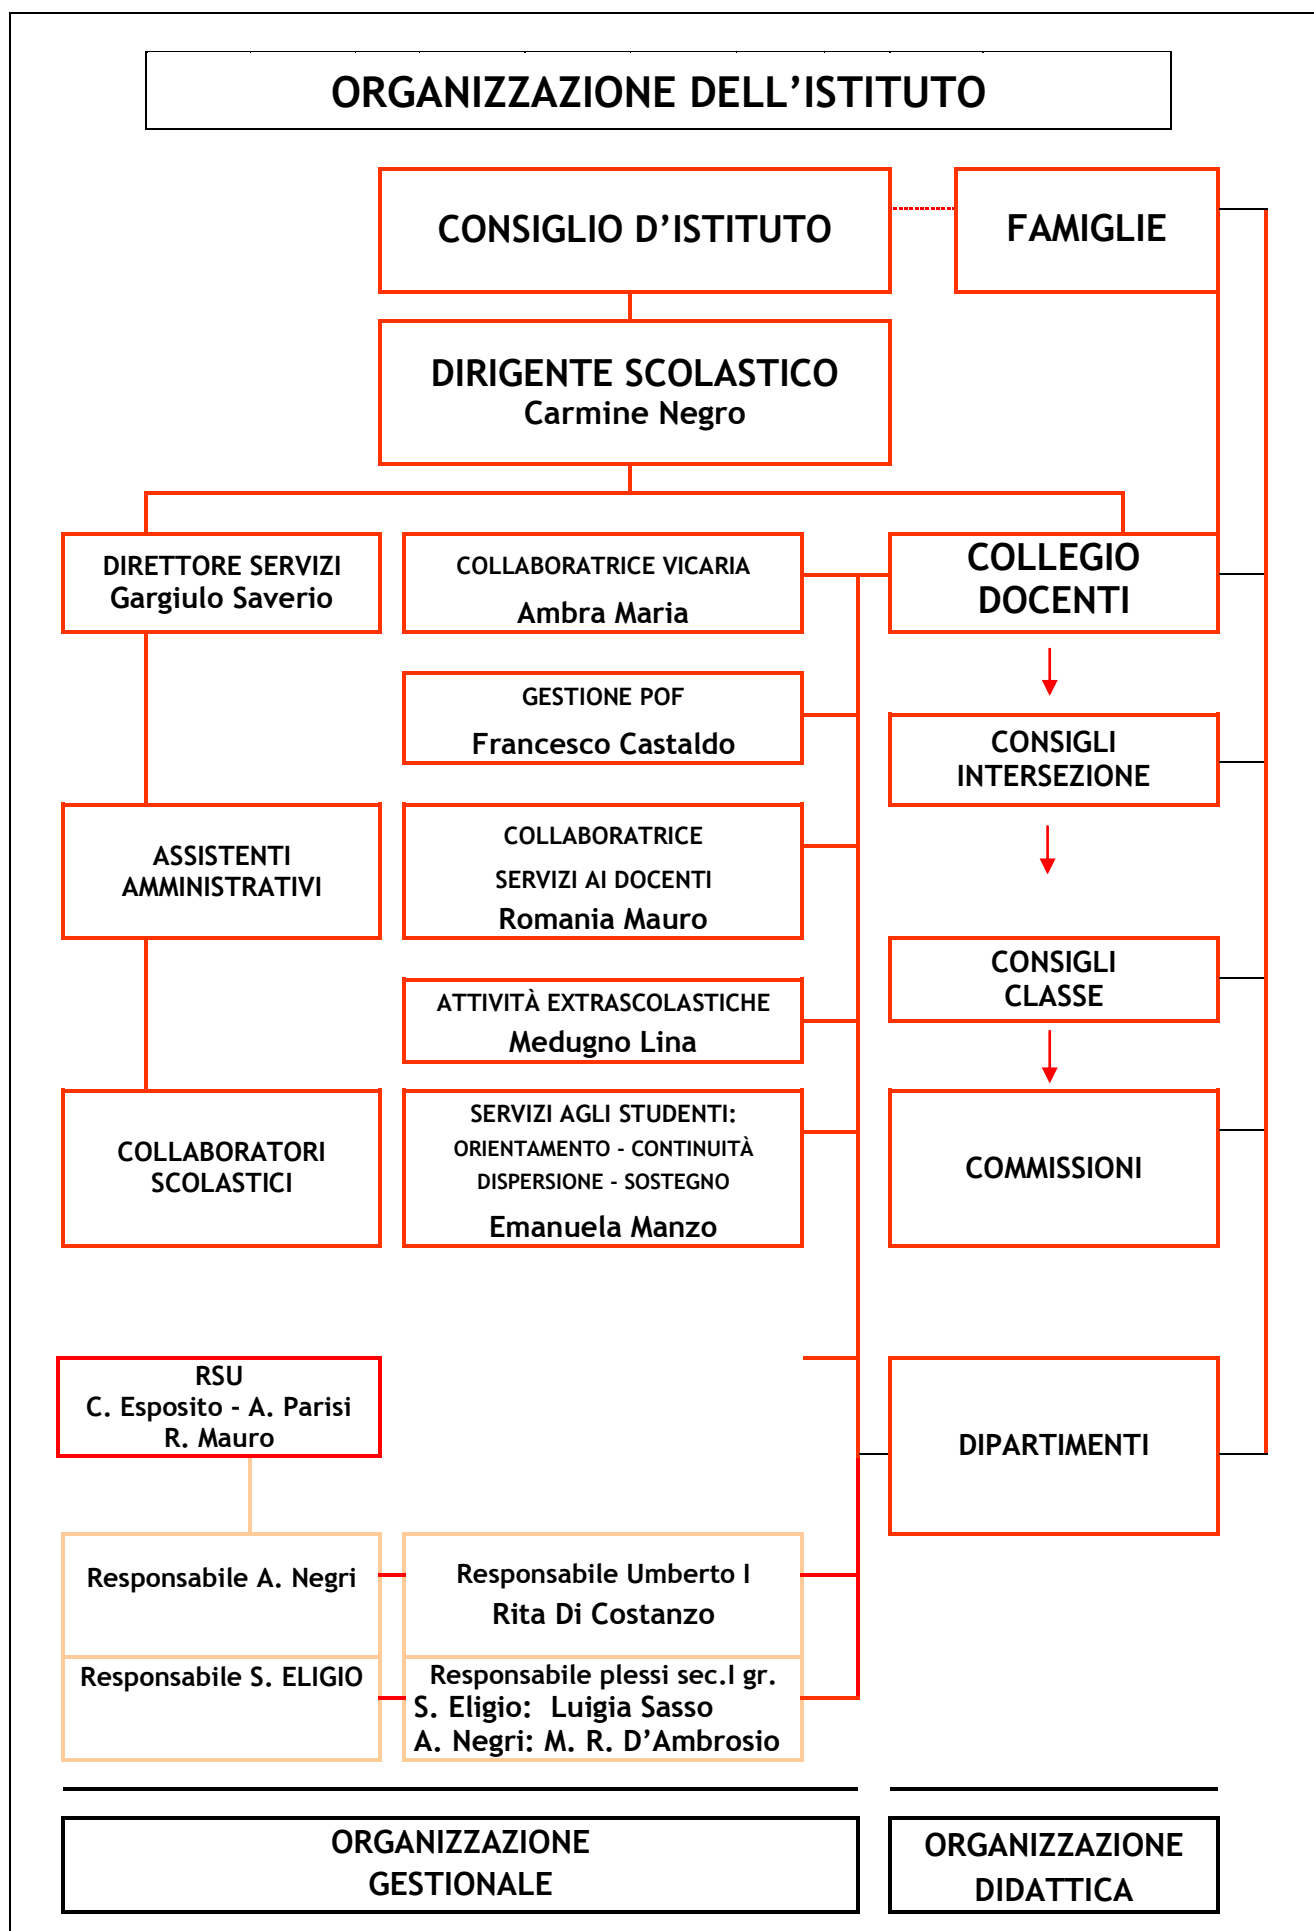 ORGANIZZAZIONE DELL'ISTITUTO
CONSIGLIO D'ISTITUTO
FAMIGLIE
DIRIGENTE SCOLASTICO
Carmine Negro
DIRETTORE SERVIZI
Gargiulo Saverio
COLLABORATRICE VICARIA
Ambra Maria
COLLEGIO
DOCENTI
GESTIONE POF
Francesco Castaldo
CONSIGLI
INTERSEZIONE
ASSISTENTI
AMMINISTRATIVI
COLLABORATRICE
SERVIZI AI DOCENTI
Romania Mauro
CONSIGLI
CLASSE
ATTIVITÀ EXTRASCOLASTICHE
Medugno Lina
COLLABORATORI
SCOLASTICI
SERVIZI AGLI STUDENTI:
ORIENTAMENTO - CONTINUITÀ
DISPERSIONE - SOSTEGNO
Emanuela Manzo
COMMISSIONI
RSU
C. Esposito - A. Parisi
R. Mauro
DIPARTIMENTI
Responsabile A. Negri
Responsabile Umberto I
Rita Di Costanzo
Responsabile S. ELIGIO
Responsabile plessi sec.I gr.
S. Eligio: Luigia Sasso
A. Negri: M. R. D'Ambrosio
ORGANIZZAZIONE
GESTIONALE
ORGANIZZAZIONE
DIDATTICA